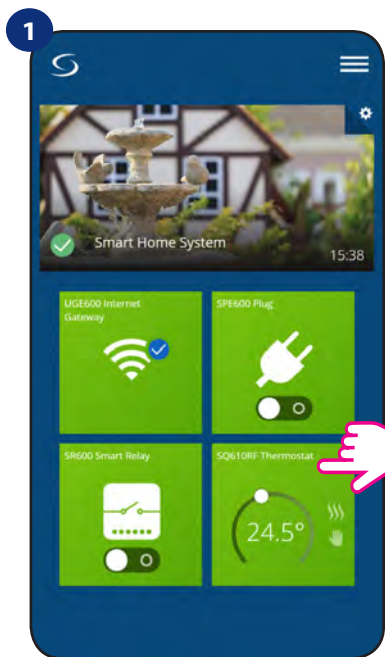 1
Smart Home System
15:38
UGE600 Internet
Gateway
SPE600 Plug
SR600 Smart Relay
SQ610RF Thermostat
24.5°